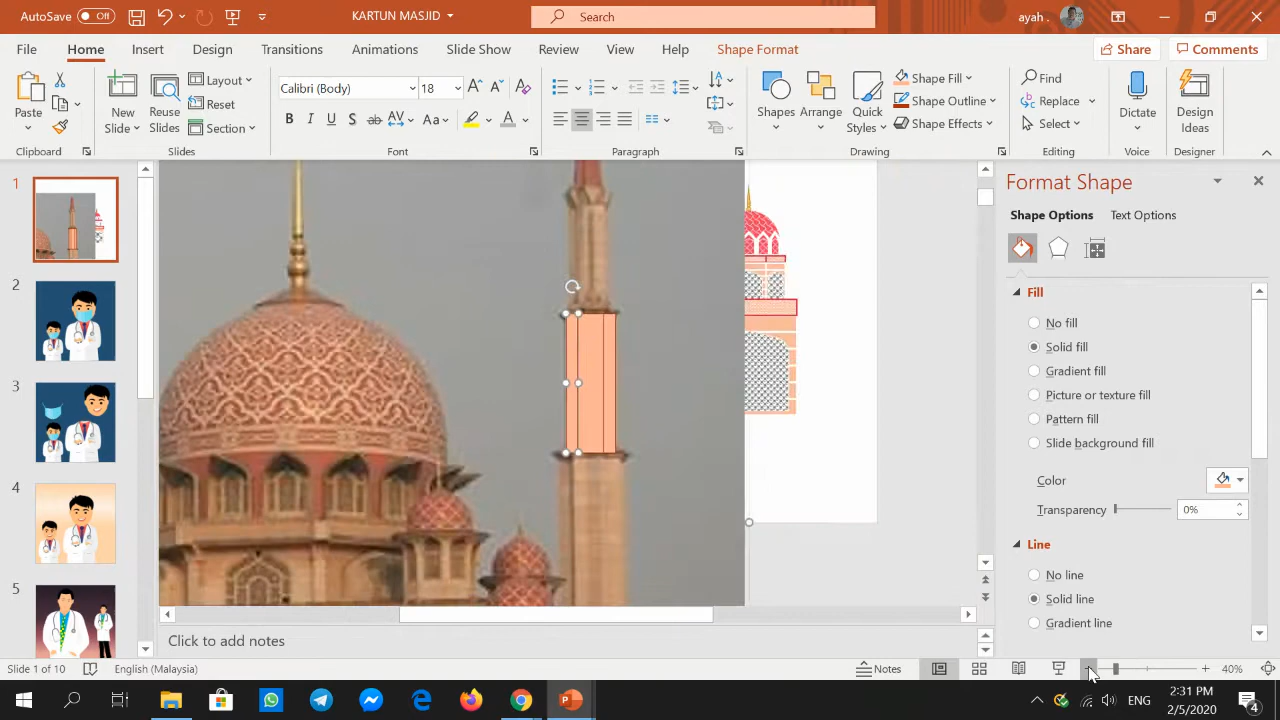 AutoSave Off KARTUN MASJID Search ayah .
File Home Insert Design Transitions Animations Slide Show Review View Help Shape Format Share Comments
Paste New Slide Reuse Slides Layout Reset Section
Calibri (Body) 18
Shapes Arrange Quick Styles Shape Fill Shape Outline Shape Effects
Find Replace Select Dictate Design Ideas
Clipboard Slides Font Paragraph Drawing Editing Voice Designer
1
2
3
4
5
Format Shape
Shape Options Text Options
Fill
No fill
Solid fill
Gradient fill
Picture or texture fill
Pattern fill
Slide background fill
Color
Transparency 0%
Line
No line
Solid line
Gradient line
Click to add notes
Slide 1 of 10 English (Malaysia) Notes 40%
ENG 2:31 PM
2/5/2020 4